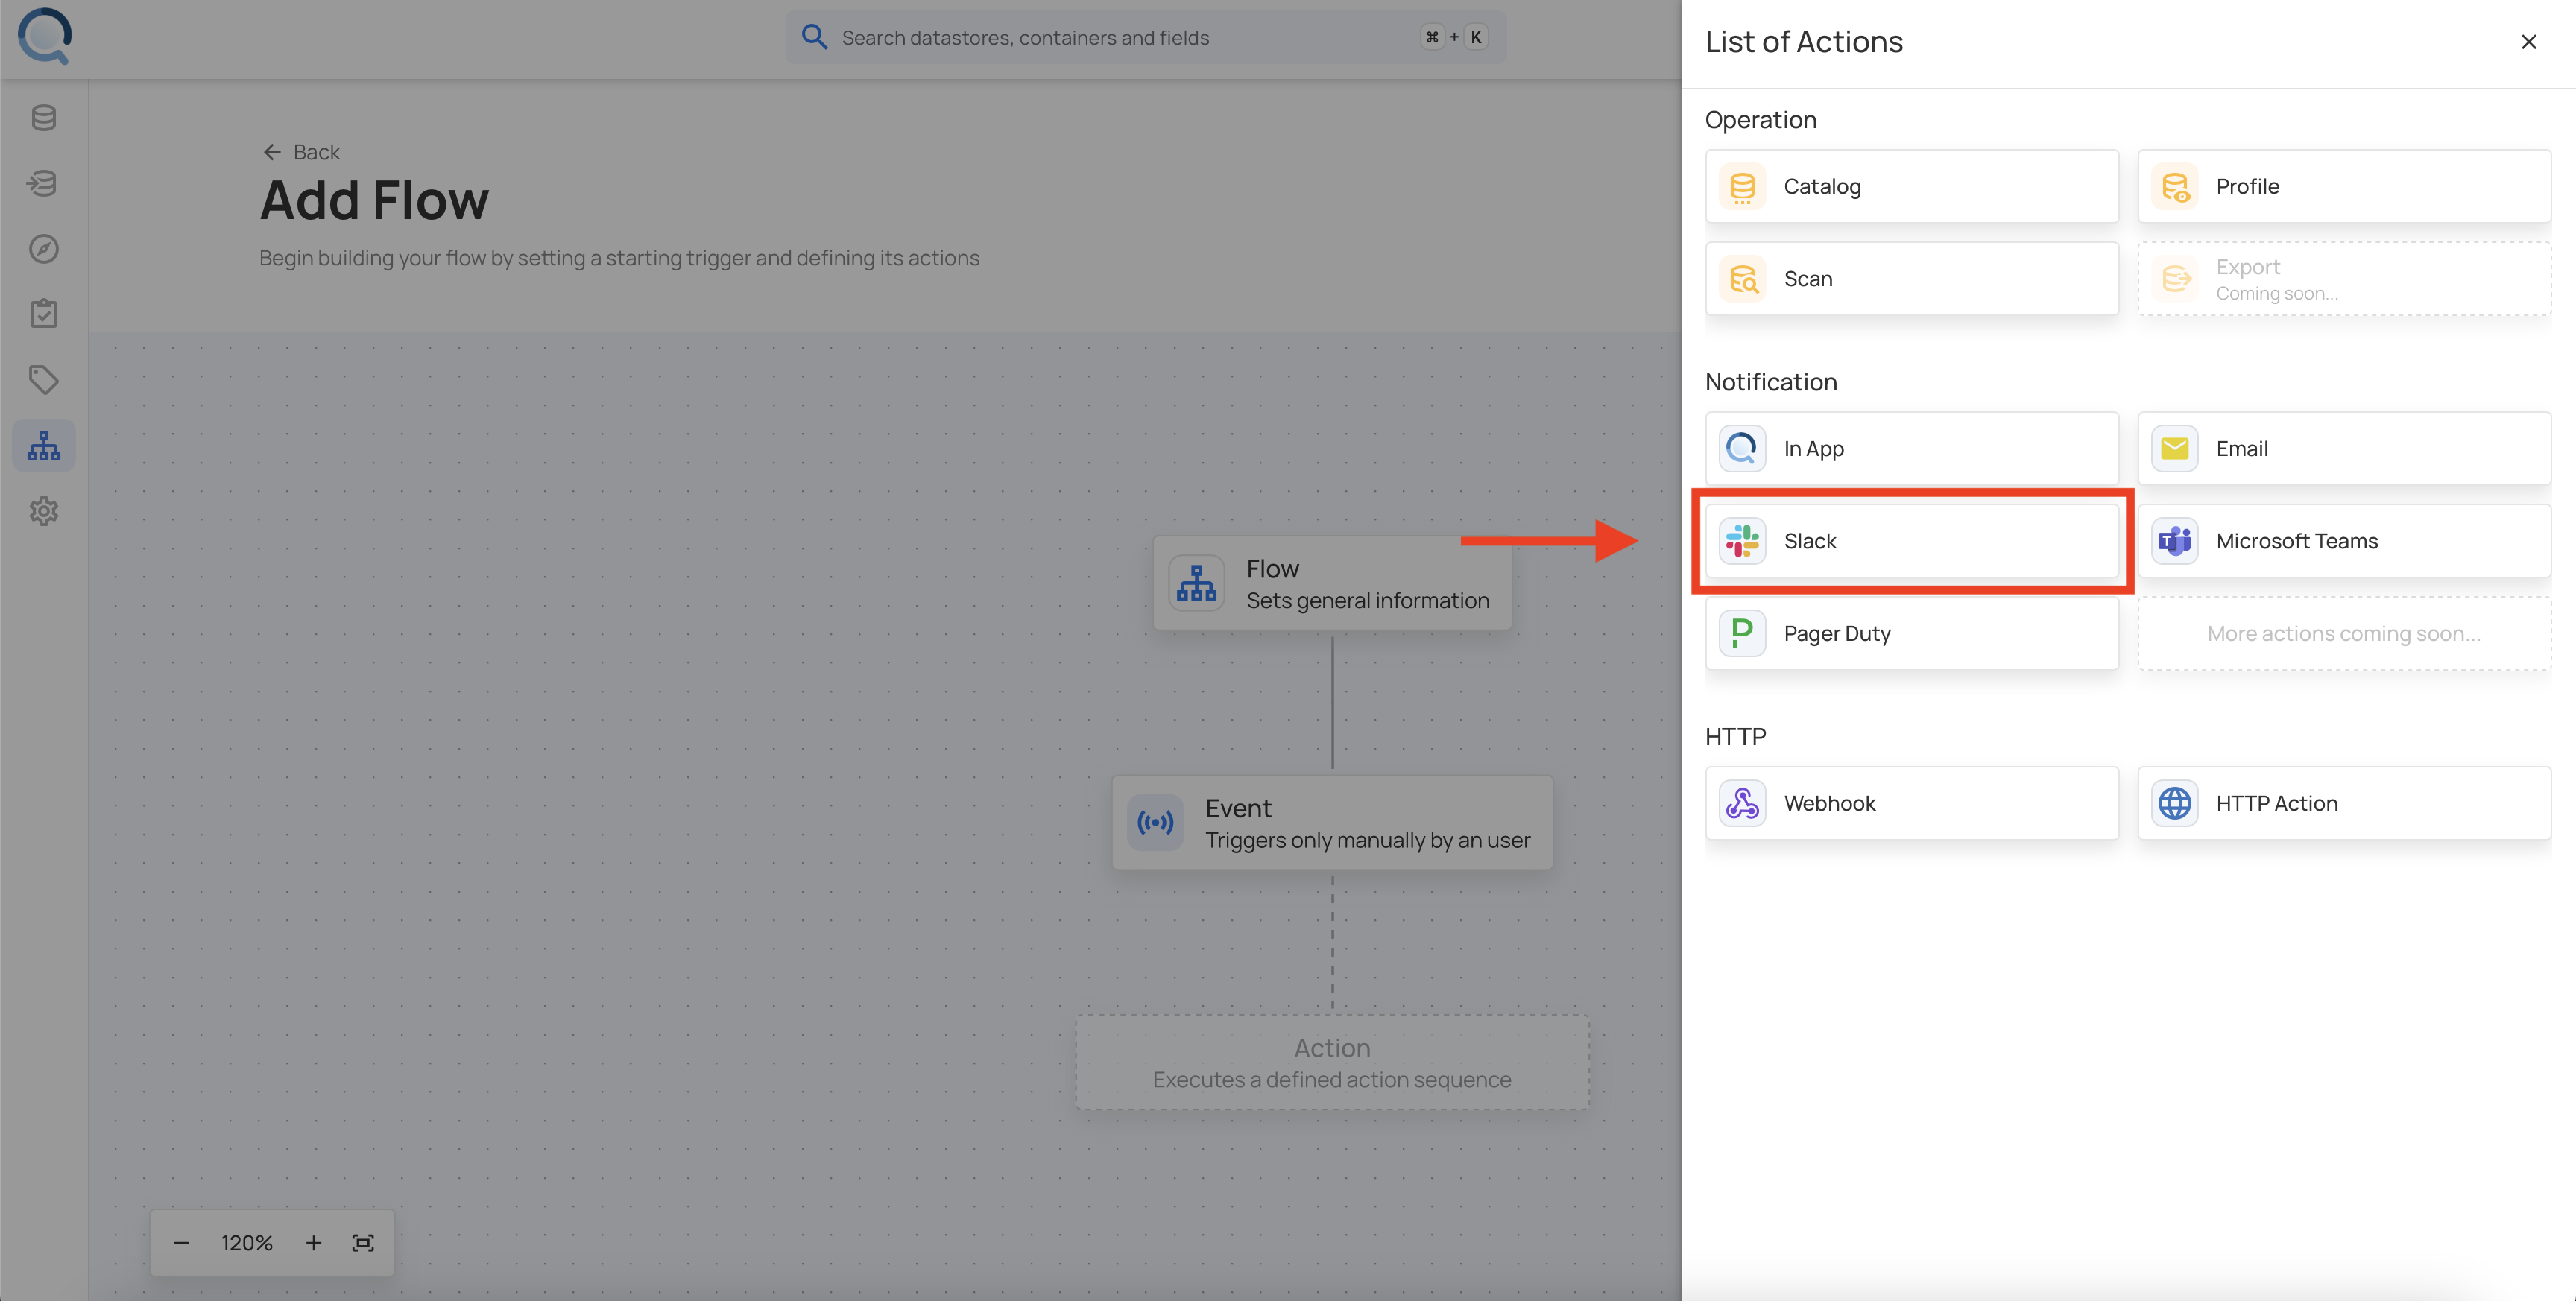 Search datastores, containers and fields
⌘ + K
Back
Add Flow
Begin building your flow by setting a starting trigger and defining its actions
Flow
Sets general information
Event
Triggers only manually by an user
Action
Executes a defined action sequence
120%
List of Actions
Operation
Catalog
Profile
Scan
Export
Coming soon...
Notification
In App
Email
Slack
Microsoft Teams
Pager Duty
More actions coming soon...
HTTP
Webhook
HTTP Action